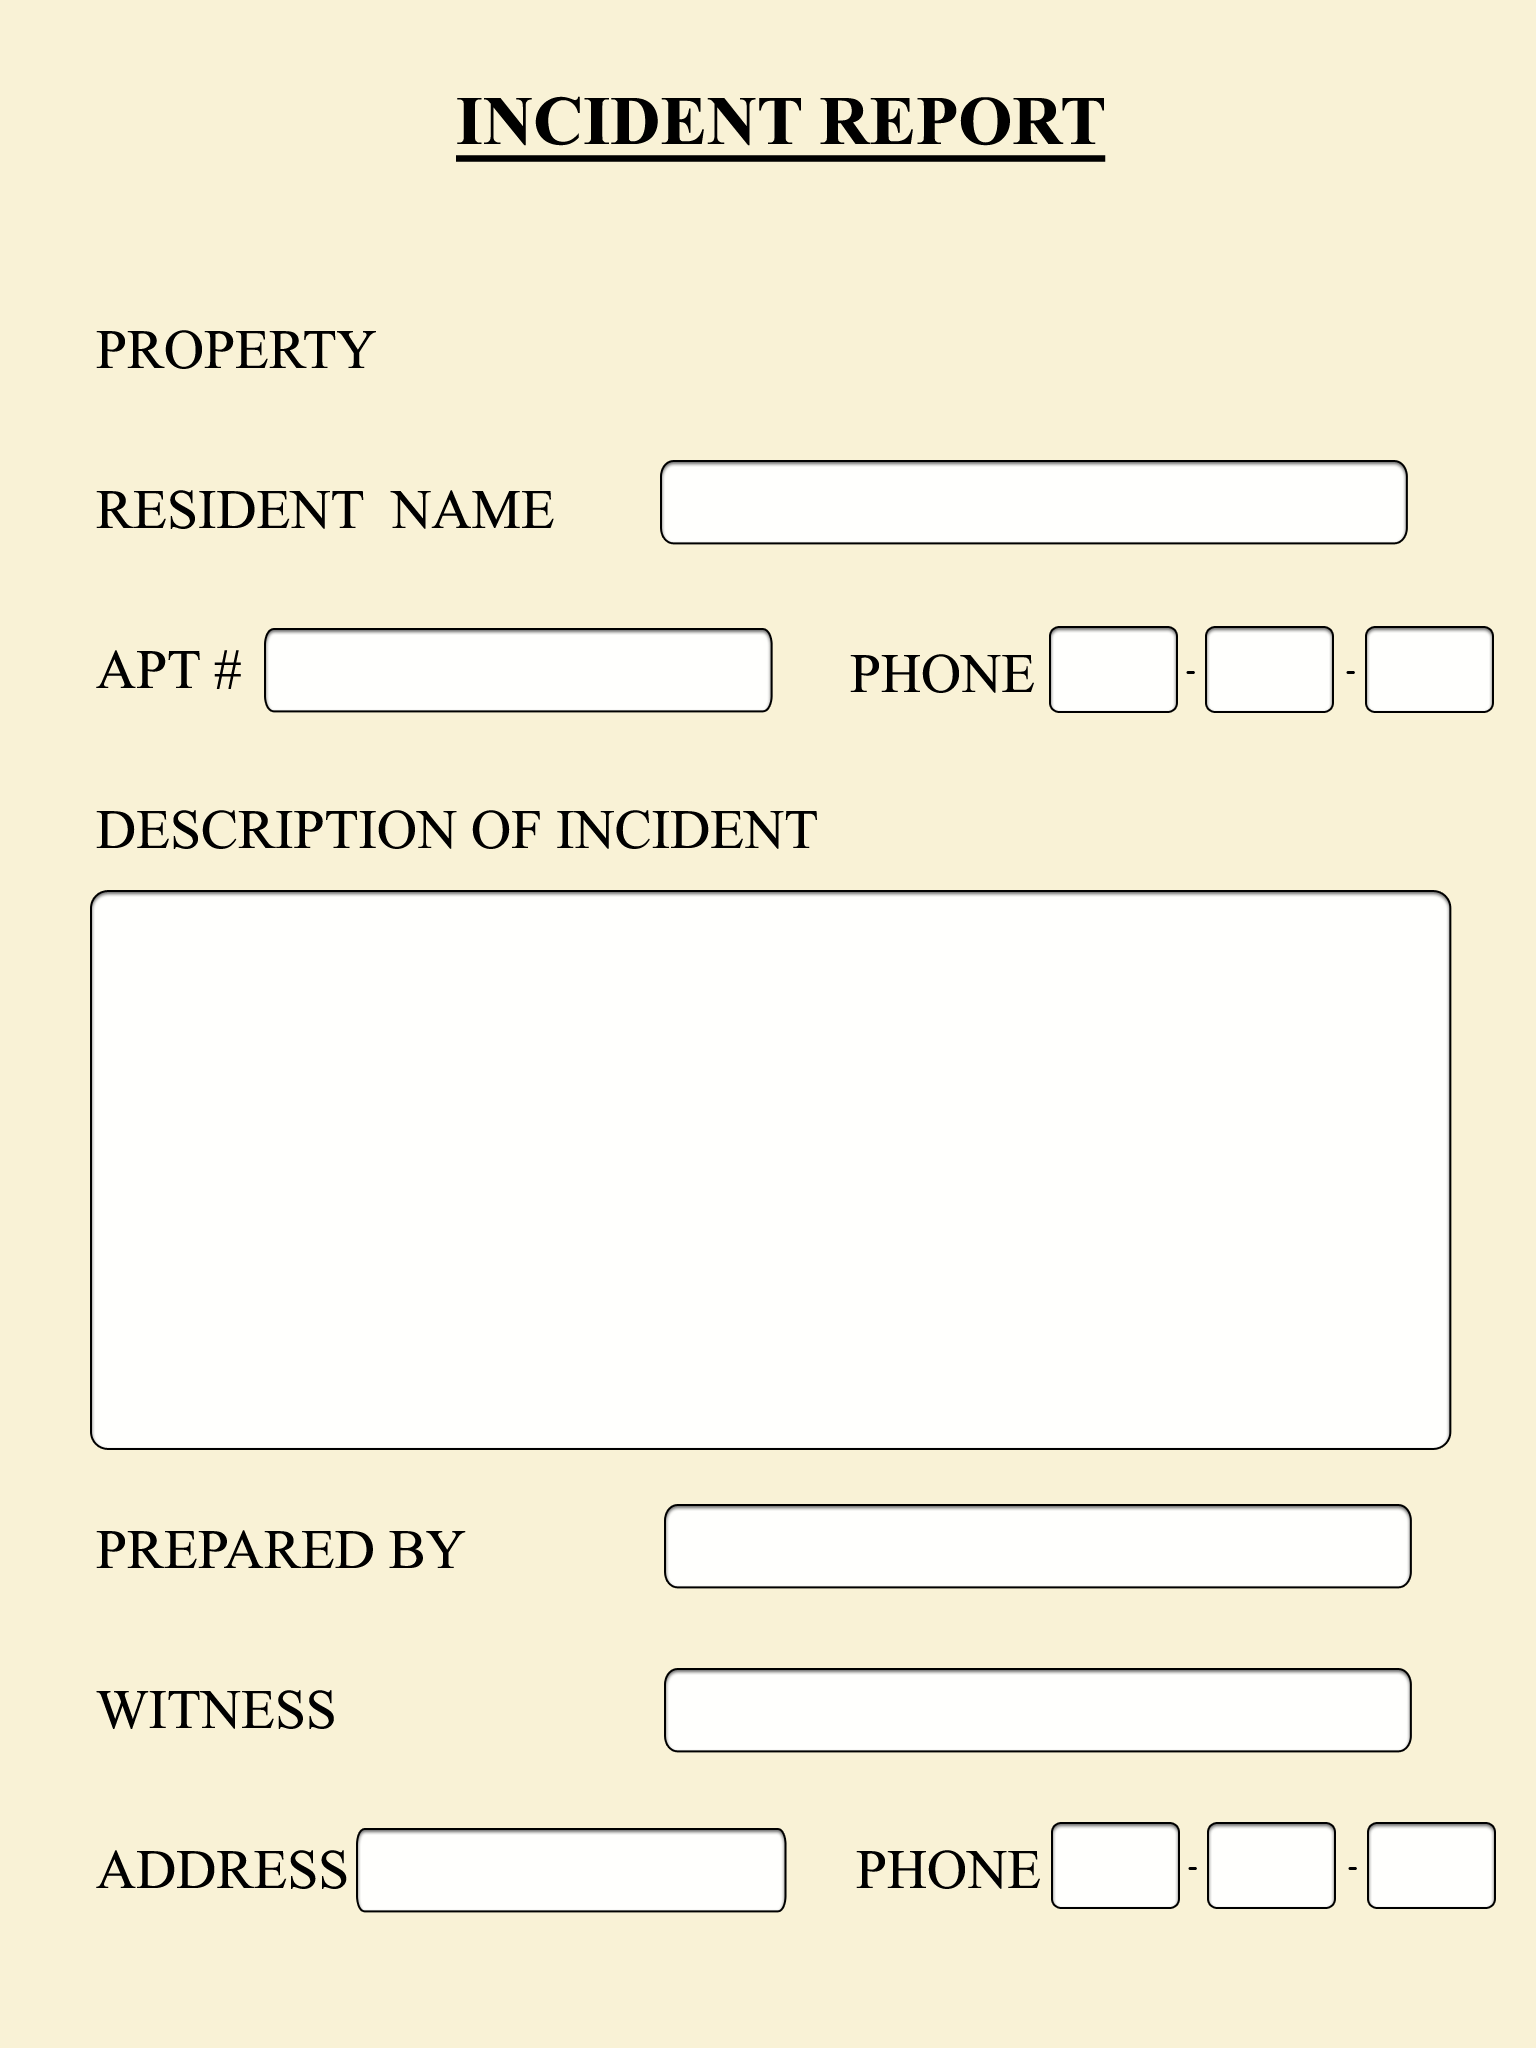 INCIDENT REPORT
PROPERTY
RESIDENT  NAME
APT # PHONE - -
DESCRIPTION OF INCIDENT
PREPARED BY
WITNESS
ADDRESS PHONE - -